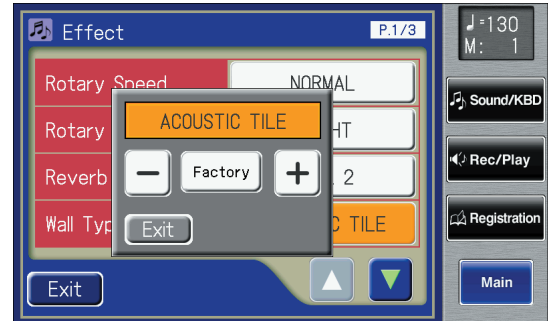 Effect
P.1/3
♩=130
M: 1
Rotary Speed
NORMAL
Sound/KBD
ACOUSTIC TILE
Rotary
HT
Rec/Play
Reverb
−
Factory
+
2
Registration
Wall Typ
C TILE
Exit
Exit
Main